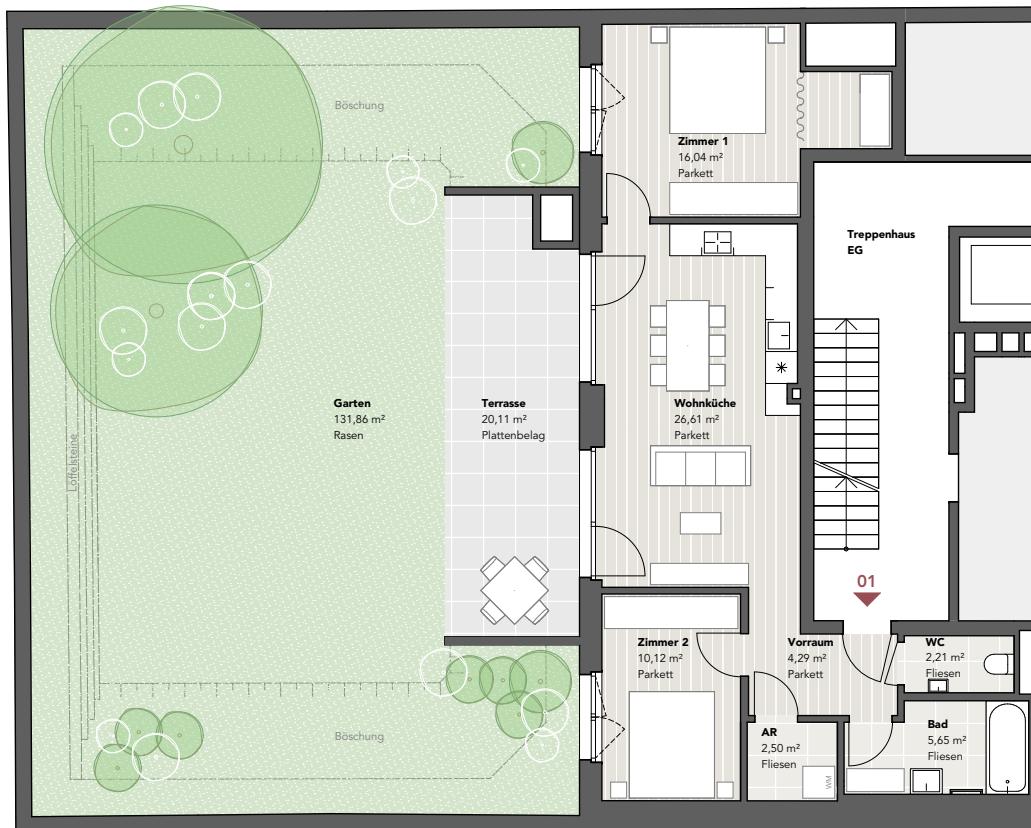 Böschung
Zimmer 1
16,04 m²
Parkett
Treppenhaus
EG
Garten
131,86 m²
Rasen
Terrasse
20,11 m²
Plattenbelag
Wohnküche
26,61 m²
Parkett
Löffelsteine
01
Zimmer 2
10,12 m²
Parkett
Vorraum
4,29 m²
Parkett
WC
2,21 m²
Fliesen
Böschung
AR
2,50 m²
Fliesen
WM
Bad
5,65 m²
Fliesen